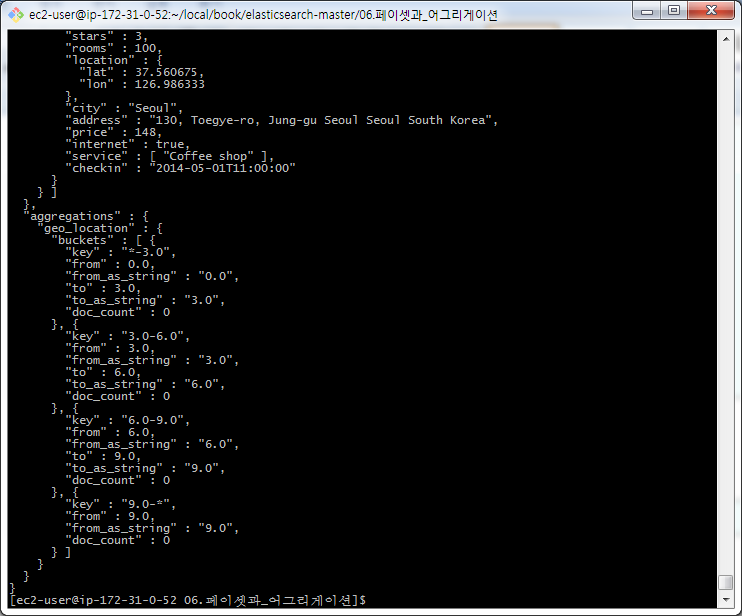 ec2-user@ip-172-31-0-52:~/local/book/elasticsearch-master/06.페이셋과_어그리게이션
"stars" : 3,
"rooms" : 100,
"location" : {
"lat" : 37.560675,
"lon" : 126.986333
},
"city" : "Seoul",
"address" : "130, Toegye-ro, Jung-gu Seoul Seoul South Korea",
"price" : 148,
"internet" : true,
"service" : [ "Coffee shop" ],
"checkin" : "2014-05-01T11:00:00"
}
} ]
},
"aggregations" : {
"geo_location" : {
"buckets" : [ {
"key" : "*-3.0",
"from" : 0.0,
"from_as_string" : "0.0",
"to" : 3.0,
"to_as_string" : "3.0",
"doc_count" : 0
}, {
"key" : "3.0-6.0",
"from" : 3.0,
"from_as_string" : "3.0",
"to" : 6.0,
"to_as_string" : "6.0",
"doc_count" : 0
}, {
"key" : "6.0-9.0",
"from" : 6.0,
"from_as_string" : "6.0",
"to" : 9.0,
"to_as_string" : "9.0",
"doc_count" : 0
}, {
"key" : "9.0-*",
"from" : 9.0,
"from_as_string" : "9.0",
"doc_count" : 0
} ]
}
}
}
[ec2-user@ip-172-31-0-52 06.페이셋과_어그리게이션]$